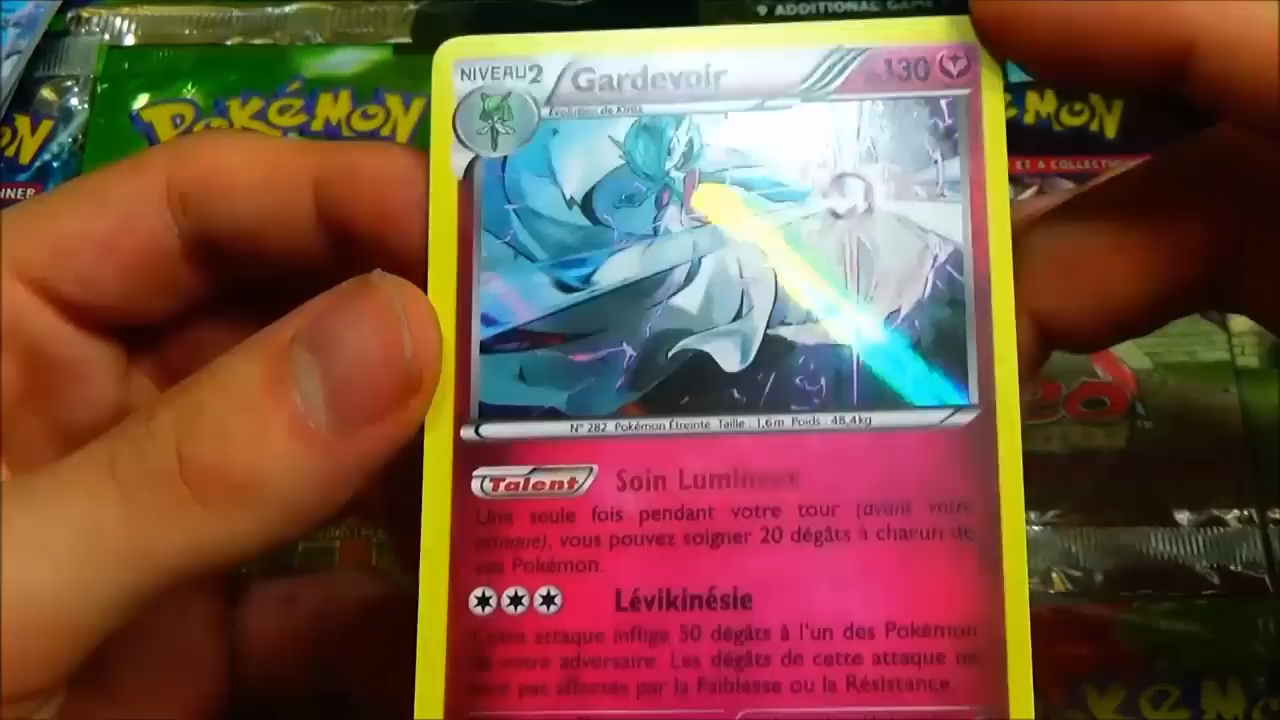 9 ADDITIONAL GAME
POKÉMON
NIVEAU2
Gardevoir
130
Évolution de Kirlia
N° 282 Pokémon Étreinte Taille : 1,6m Poids : 48,4kg
Talent
Soin Lumineux
Une seule fois pendant votre tour (avant votre
attaque), vous pouvez soigner 20 dégâts à chacun de
vos Pokémon.
Lévikinésie
Cette attaque inflige 50 dégâts à l'un des Pokémon
de votre adversaire. Les dégâts de cette attaque ne
sont pas affectés par la Faiblesse ou la Résistance.